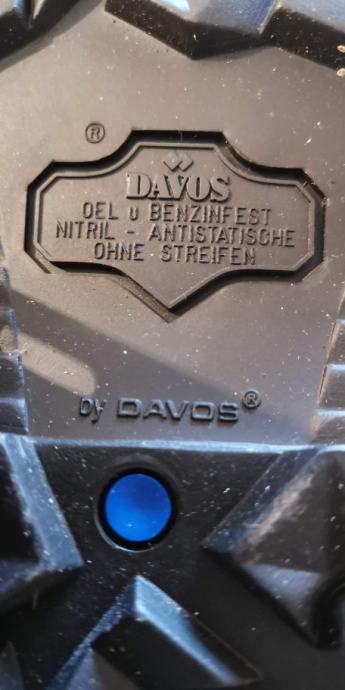 ®
DAVOS
OEL u BENZINFEST
NITRIL - ANTISTATISCHE
OHNE STREIFEN
by DAVOS®